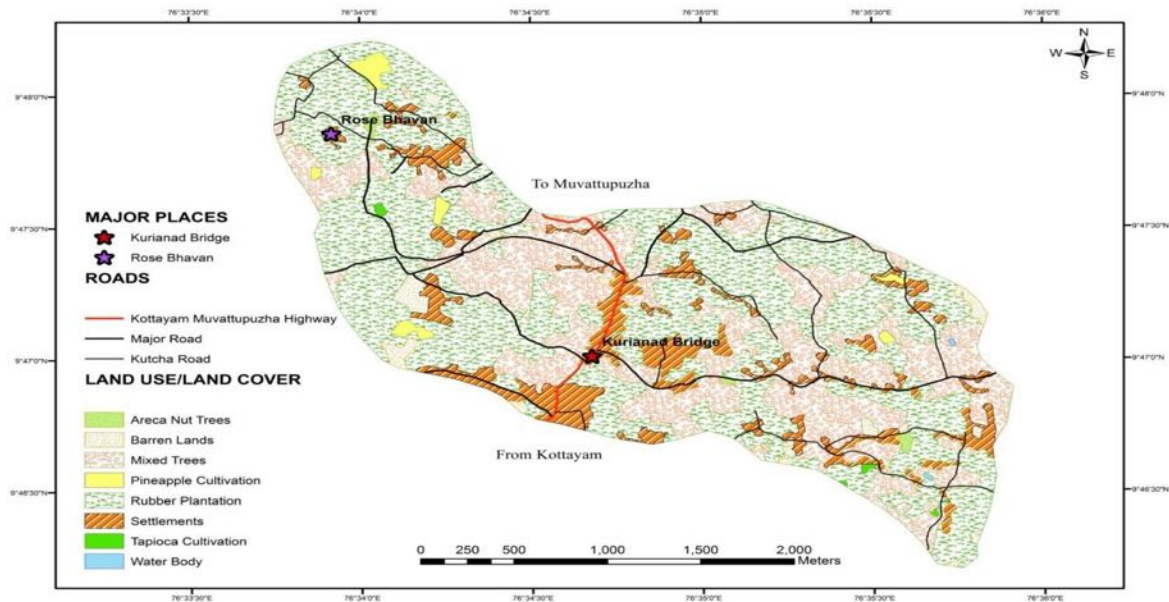 76°33'30"E 76°34'0"E 76°34'30"E 76°35'0"E 76°35'30"E 76°36'0"E
N
W E
S
9°48'0"N 9°48'0"N
Rose Bhavan
To Muvattupuzha
MAJOR PLACES
Kurianad Bridge
9°47'30"N 9°47'30"N
Rose Bhavan
ROADS
Kottayam Muvattupuzha Highway
Major Road
Kurianad Bridge
Kutcha Road
9°47'0"N 9°47'0"N
LAND USE/LAND COVER
Areca Nut Trees
Barren Lands
From Kottayam
Mixed Trees
Pineapple Cultivation
9°46'30"N 9°46'30"N
Rubber Plantation
Settlements
Tapioca Cultivation
Water Body
0 250 500 1,000 1,500 2,000
Meters
76°33'30"E 76°34'0"E 76°34'30"E 76°35'0"E 76°35'30"E 76°36'0"E